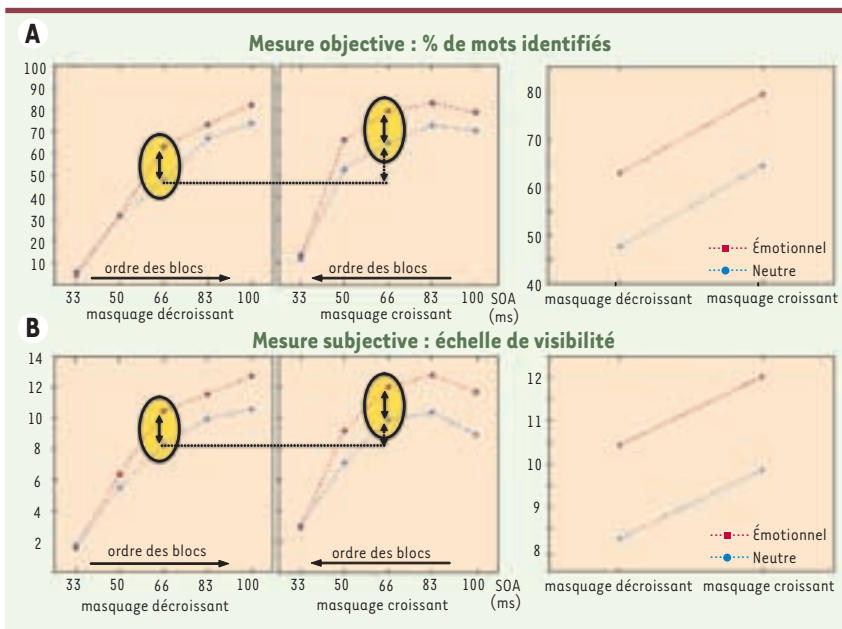 A
Mesure objective : % de mots identifiés
100
90
80
70
60
50
40
30
20
10
ordre des blocs
33 50 66 83 100
masquage décroissant
ordre des blocs
33 50 66 83 100 SOA
(ms)
masquage croissant
80
70
60
50
40
Émotionnel
Neutre
masquage décroissant masquage croissant
B
Mesure subjective : échelle de visibilité
14
12
10
8
6
4
2
ordre des blocs
33 50 66 83 100
masquage décroissant
ordre des blocs
33 50 66 83 100 SOA
(ms)
masquage croissant
12
11
10
9
8
Émotionnel
Neutre
masquage décroissant masquage croissant